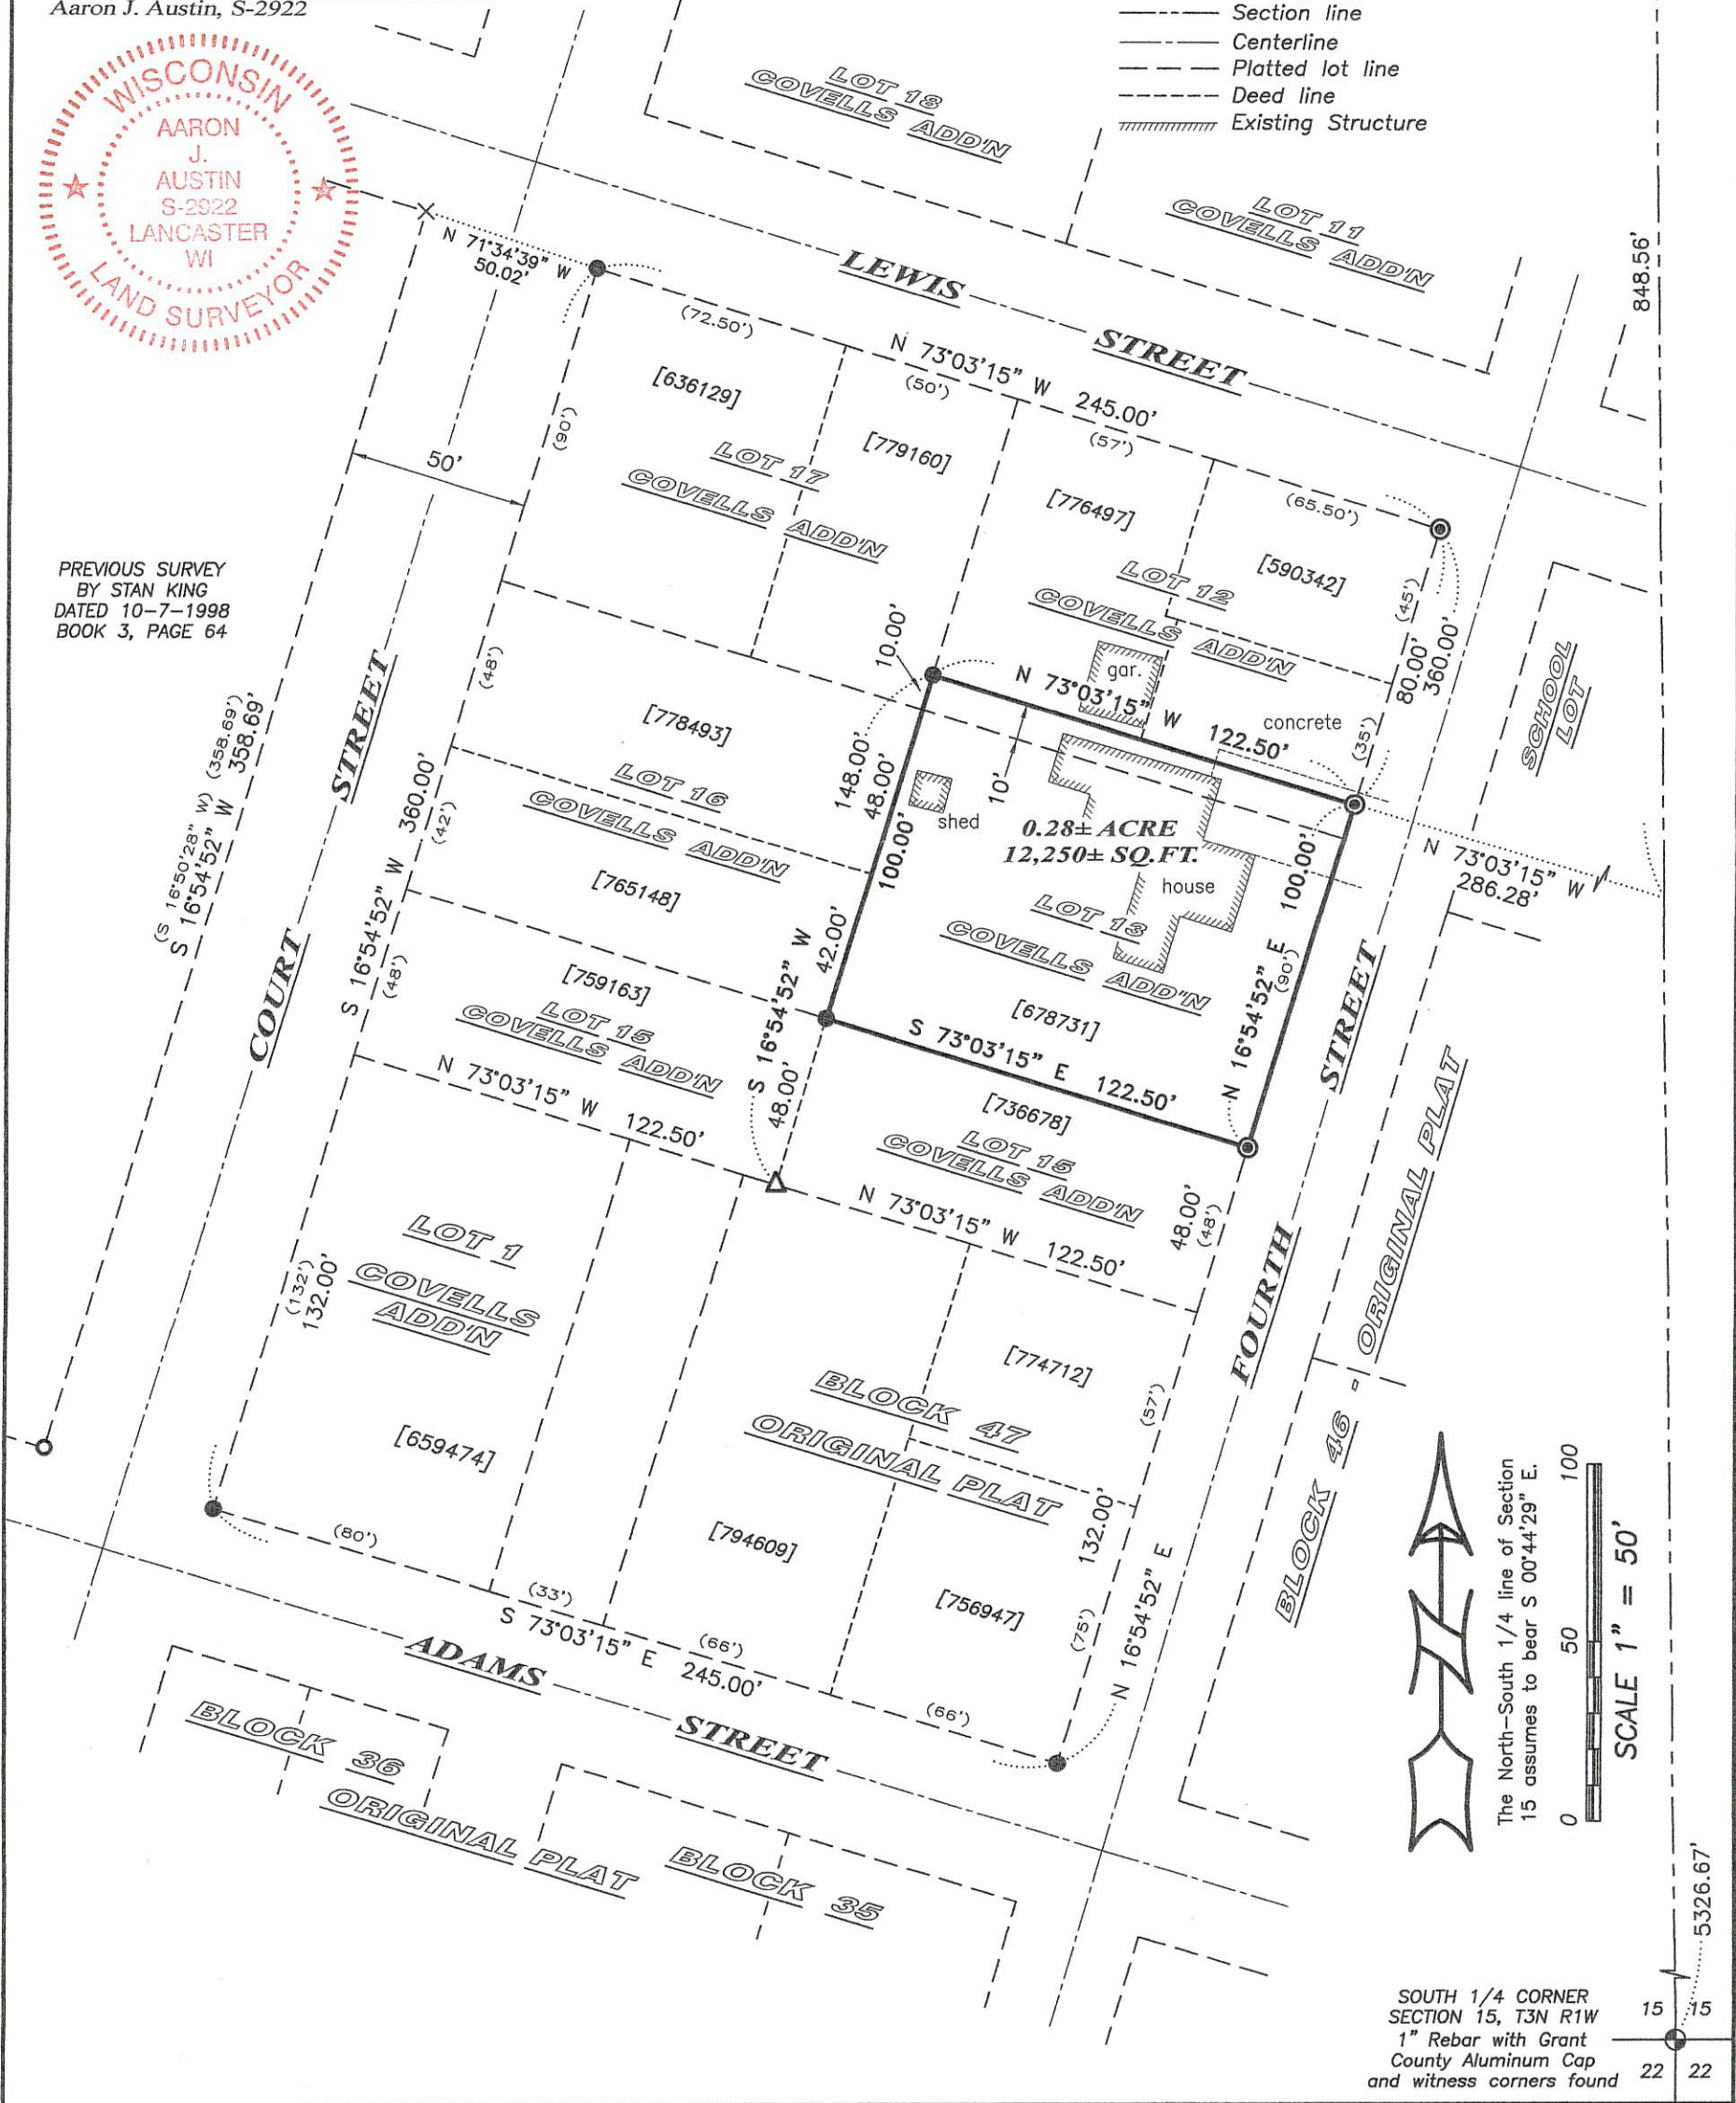 Aaron J. Austin, S-2922
WISCONSIN
AARON
J.
AUSTIN
S-2922
LANCASTER
WI
LAND SURVEYOR
Section line
Centerline
Platted lot line
Deed line
Existing Structure
LOT 18
COVELLS ADD'N
LOT 11
COVELLS ADD'N
848.56'
N 71°34'39" W
50.02'
LEWIS STREET
(72.50')
N 73°03'15" W 245.00'
(50')
(57')
(65.50')
[636129]
[779160]
[776497]
[590342]
(90')
50'
LOT 17
COVELLS ADD'N
LOT 12
COVELLS ADD'N
(45')
80.00'
360.00'
(35')
PREVIOUS SURVEY
BY STAN KING
DATED 10-7-1998
BOOK 3, PAGE 64
SCHOOL
LOT
10.00'
gar.
N 73°03'15" W 122.50'
concrete
(48')
[778493]
148.00'
48.00'
100.00'
10'
shed
LOT 16
COVELLS ADD'N
0.28± ACRE
12,250± SQ.FT.
house
100.00'
N 73°03'15" W
286.28'
(S 16°50'28" W) (358.69')
S 16°54'52" W 358.69'
COURT STREET
S 16°54'52" W 360.00'
(42')
(48')
[765148]
42.00'
LOT 13
COVELLS ADD'N
N 16°54'52" E
(90')
[759163]
LOT 15
COVELLS ADD'N
S 16°54'52" W
48.00'
[678731]
S 73°03'15" E 122.50'
FOURTH STREET
N 73°03'15" W 122.50'
[736678]
LOT 15
COVELLS ADD'N
N 73°03'15" W 122.50'
48.00'
(48')
BLOCK 46 - ORIGINAL PLAT
LOT 1
COVELLS
ADD'N
(132')
132.00'
[774712]
BLOCK 47
ORIGINAL PLAT
(57')
[659474]
[794609]
[756947]
132.00'
(75')
N 16°54'52" E
(80')
(33')
S 73°03'15" E 245.00'
(66')
(66')
ADAMS STREET
BLOCK 36
ORIGINAL PLAT
BLOCK 35
The North-South 1/4 line of Section
15 assumes to bear S 00°44'29" E.
0 50 100
SCALE 1" = 50'
5326.67'
SOUTH 1/4 CORNER
SECTION 15, T3N R1W
1" Rebar with Grant
County Aluminum Cap
and witness corners found
15 15
22 22